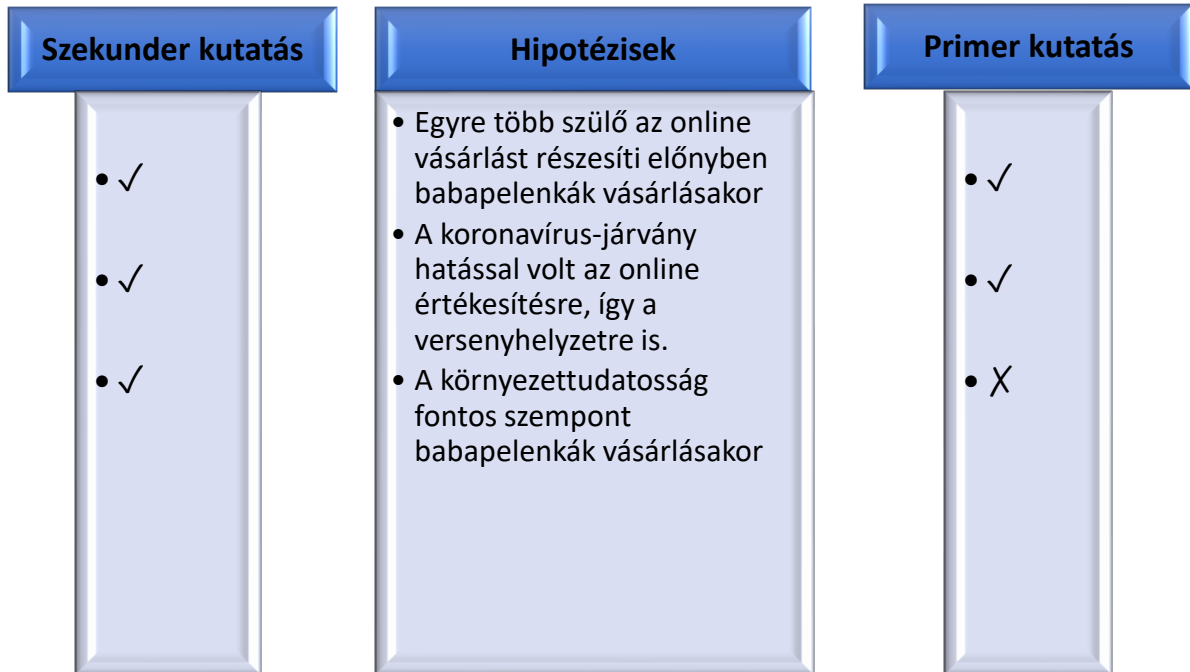 Szekunder kutatás
• ✓
• ✓
• ✓
Hipotézisek
• Egyre több szülő az online
vásárlást részesíti előnyben
babapelenkák vásárlásakor
• A koronavírus-járvány
hatással volt az online
értékesítésre, így a
versenyhelyzetre is.
• A környezettudatosság
fontos szempont
babapelenkák vásárlásakor
Primer kutatás
• ✓
• ✓
• ✗